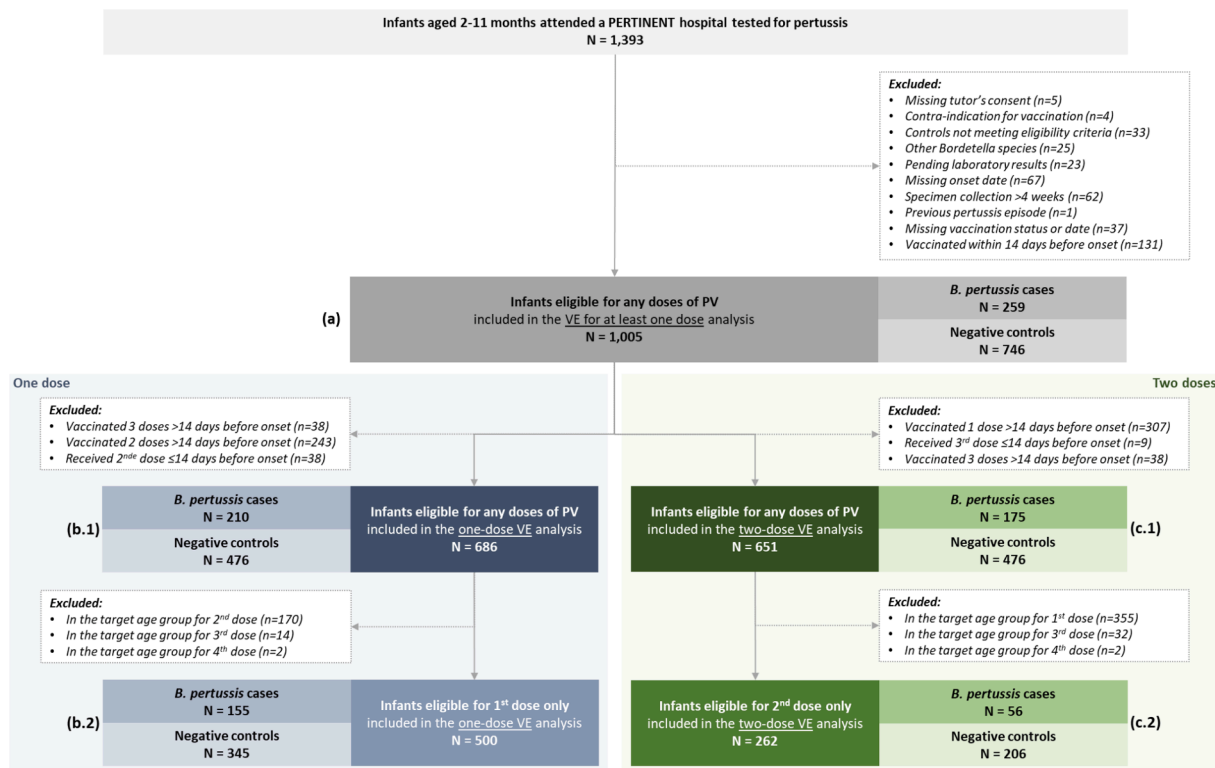 Infants aged 2-11 months attended a PERTINENT hospital tested for pertussis
N = 1,393
Excluded:
• Missing tutor's consent (n=5)
• Contra-indication for vaccination (n=4)
• Controls not meeting eligibility criteria (n=33)
• Other Bordetella species (n=25)
• Pending laboratory results (n=23)
• Missing onset date (n=67)
• Specimen collection >4 weeks (n=62)
• Previous pertussis episode (n=1)
• Missing vaccination status or date (n=37)
• Vaccinated within 14 days before onset (n=131)
(a)
Infants eligible for any doses of PV
included in the VE for at least one dose analysis
N = 1,005
B. pertussis cases
N = 259
Negative controls
N = 746
One dose
Excluded:
• Vaccinated 3 doses >14 days before onset (n=38)
• Vaccinated 2 doses >14 days before onset (n=243)
• Received 2nde dose ≤14 days before onset (n=38)
(b.1)
B. pertussis cases
N = 210
Negative controls
N = 476
Infants eligible for any doses of PV
included in the one-dose VE analysis
N = 686
Excluded:
• In the target age group for 2nd dose (n=170)
• In the target age group for 3rd dose (n=14)
• In the target age group for 4th dose (n=2)
(b.2)
B. pertussis cases
N = 155
Negative controls
N = 345
Infants eligible for 1st dose only
included in the one-dose VE analysis
N = 500
Two doses
Excluded:
• Vaccinated 1 dose >14 days before onset (n=307)
• Received 3rd dose ≤14 days before onset (n=9)
• Vaccinated 3 doses >14 days before onset (n=38)
Infants eligible for any doses of PV
included in the two-dose VE analysis
N = 651
B. pertussis cases
N = 175
Negative controls
N = 476
(c.1)
Excluded:
• In the target age group for 1st dose (n=355)
• In the target age group for 3rd dose (n=32)
• In the target age group for 4th dose (n=2)
Infants eligible for 2nd dose only
included in the two-dose VE analysis
N = 262
B. pertussis cases
N = 56
Negative controls
N = 206
(c.2)